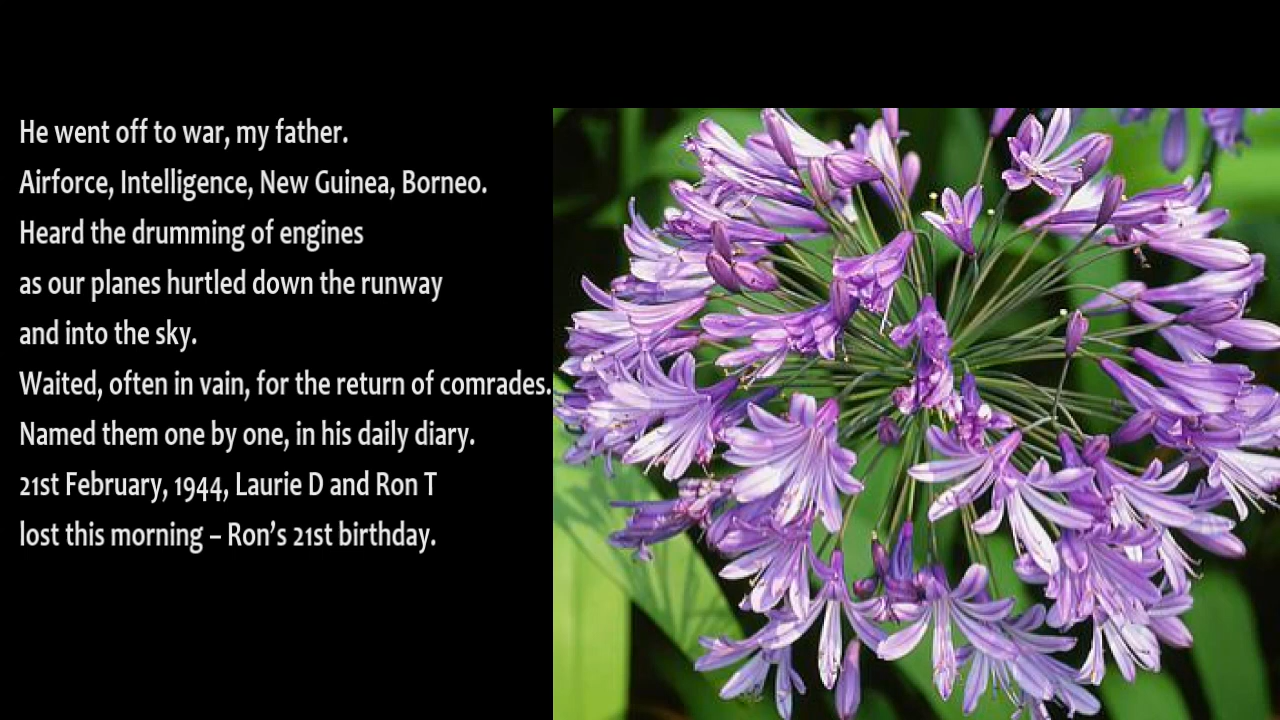 He went off to war, my father.
Airforce, Intelligence, New Guinea, Borneo.
Heard the drumming of engines
as our planes hurtled down the runway
and into the sky.
Waited, often in vain, for the return of comrades.
Named them one by one, in his daily diary.
21st February, 1944, Laurie D and Ron T
lost this morning – Ron’s 21st birthday.